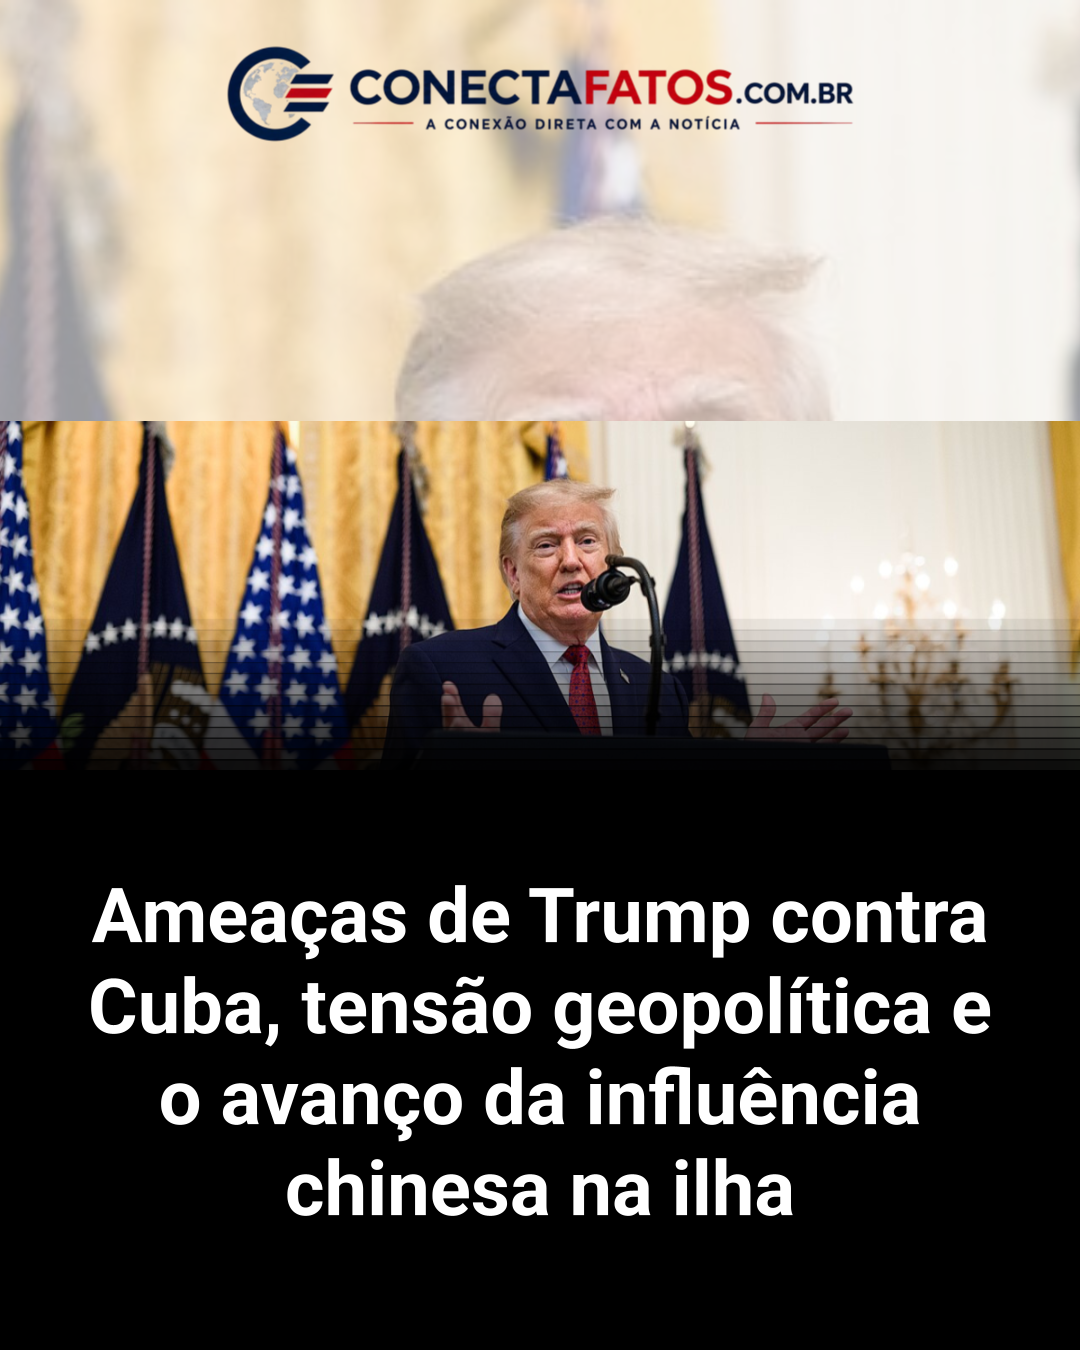 CONECTAFATOS.COM.BR
A CONEXÃO DIRETA COM A NOTÍCIA
Ameaças de Trump contra
Cuba, tensão geopolítica e
o avanço da influência
chinesa na ilha